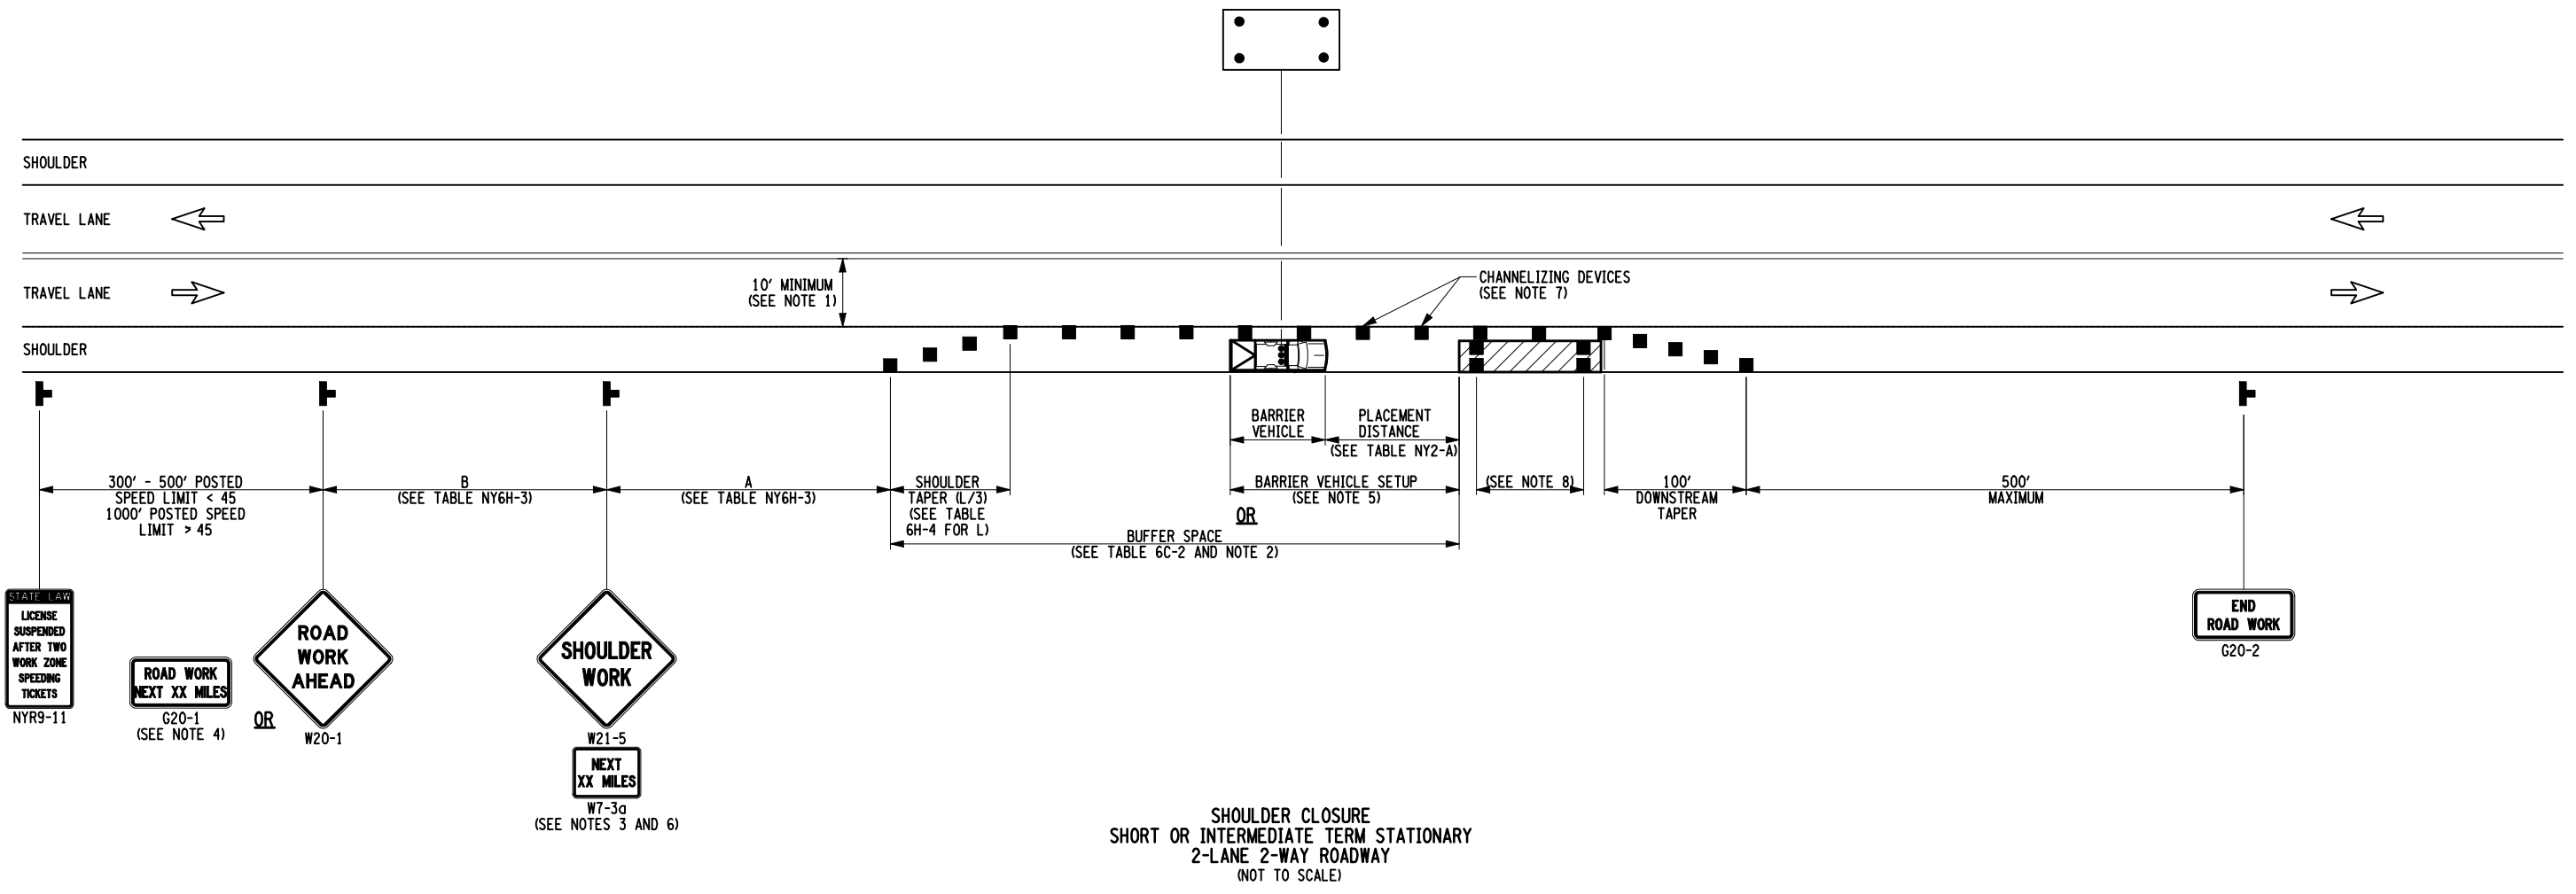 SHOULDER
TRAVEL LANE
TRAVEL LANE
10' MINIMUM
(SEE NOTE 1)
CHANNELIZING DEVICES
(SEE NOTE 7)
SHOULDER
BARRIER
VEHICLE
PLACEMENT
DISTANCE
(SEE TABLE NY2-A)
300' - 500' POSTED
SPEED LIMIT < 45
1000' POSTED SPEED
LIMIT > 45
B
(SEE TABLE NY6H-3)
A
(SEE TABLE NY6H-3)
SHOULDER
TAPER (L/3)
(SEE TABLE
6H-4 FOR L)
BARRIER VEHICLE SETUP
(SEE NOTE 5)
OR
BUFFER SPACE
(SEE TABLE 6C-2 AND NOTE 2)
(SEE NOTE 8)
100'
DOWNSTREAM
TAPER
500'
MAXIMUM
STATE LAW
LICENSE
SUSPENDED
AFTER TWO
WORK ZONE
SPEEDING
TICKETS
NYR9-11
ROAD WORK
NEXT XX MILES
G20-1
(SEE NOTE 4)
OR
ROAD
WORK
AHEAD
W20-1
SHOULDER
WORK
W21-5
NEXT
XX MILES
W7-3a
(SEE NOTES 3 AND 6)
END
ROAD WORK
G20-2
SHOULDER CLOSURE
SHORT OR INTERMEDIATE TERM STATIONARY
2-LANE 2-WAY ROADWAY
(NOT TO SCALE)